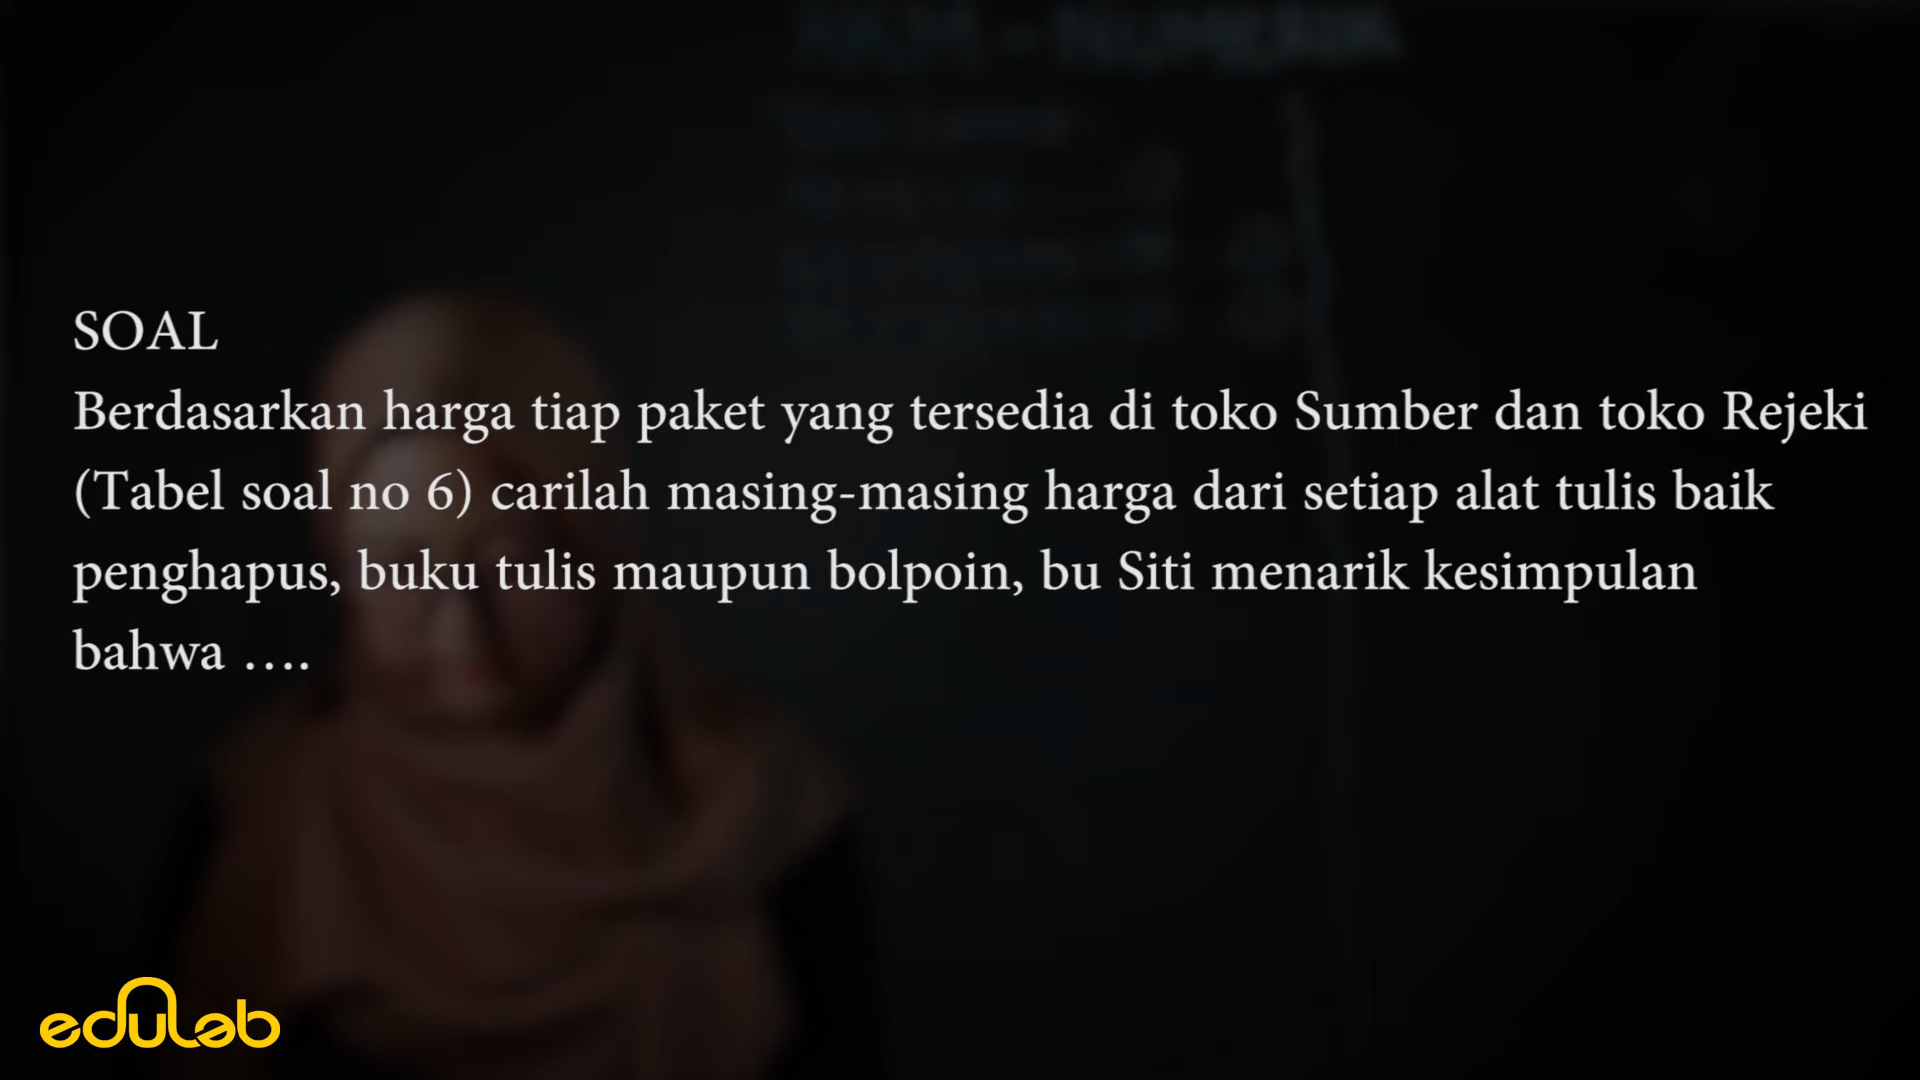 SOAL
Berdasarkan harga tiap paket yang tersedia di toko Sumber dan toko Rejeki
(Tabel soal no 6) carilah masing-masing harga dari setiap alat tulis baik
penghapus, buku tulis maupun bolpoin, bu Siti menarik kesimpulan
bahwa ....
edulab